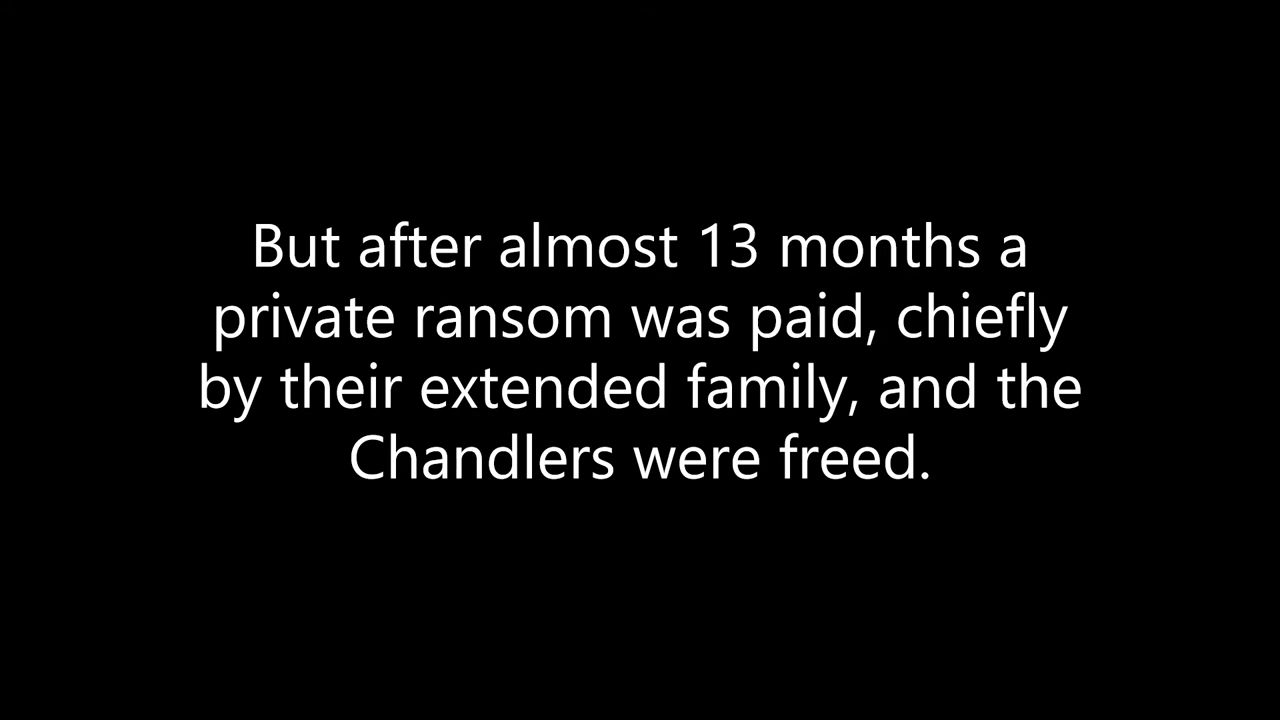 But after almost 13 months a
private ransom was paid, chiefly
by their extended family, and the
Chandlers were freed.